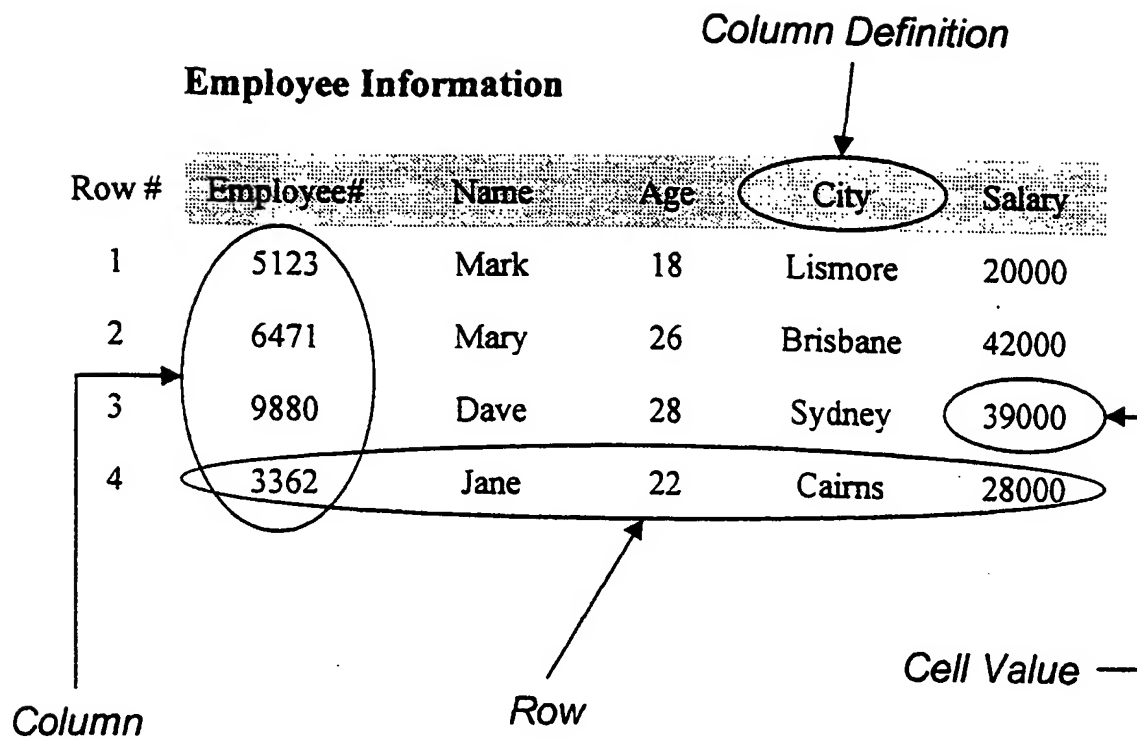 Column Definition
Employee Information
Row # Employee# Name Age City Salary
1 5123 Mark 18 Lismore 20000
2 6471 Mary 26 Brisbane 42000
3 9880 Dave 28 Sydney 39000
4 3362 Jane 22 Cairns 28000
Cell Value
Row
Column